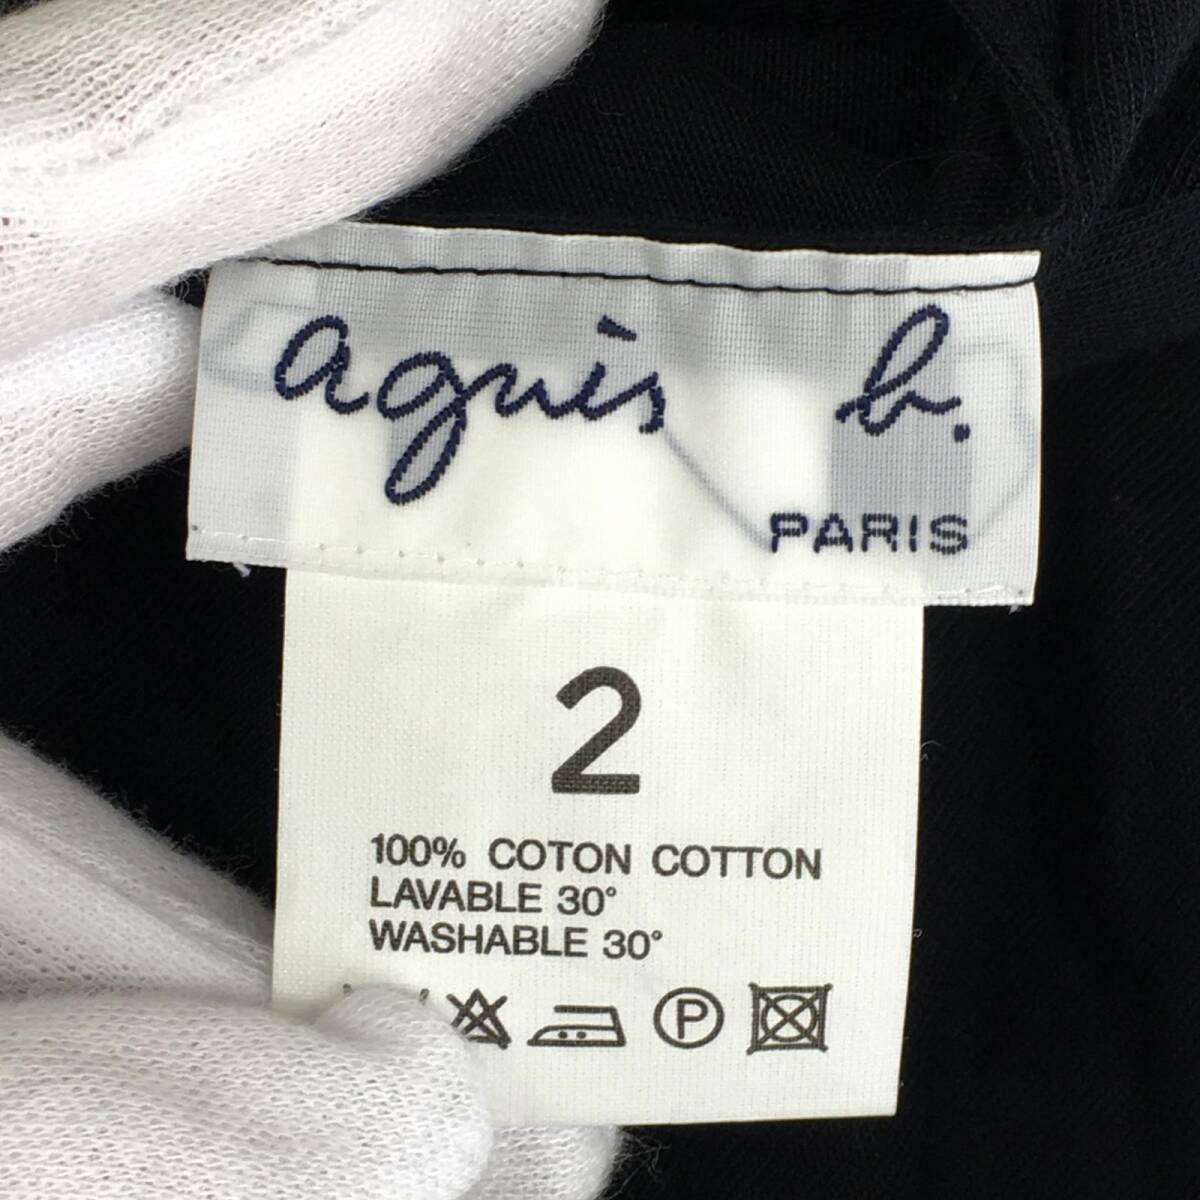 agnès b.
PARIS
2
100% COTON COTTON
LAVABLE 30°
WASHABLE 30°
P